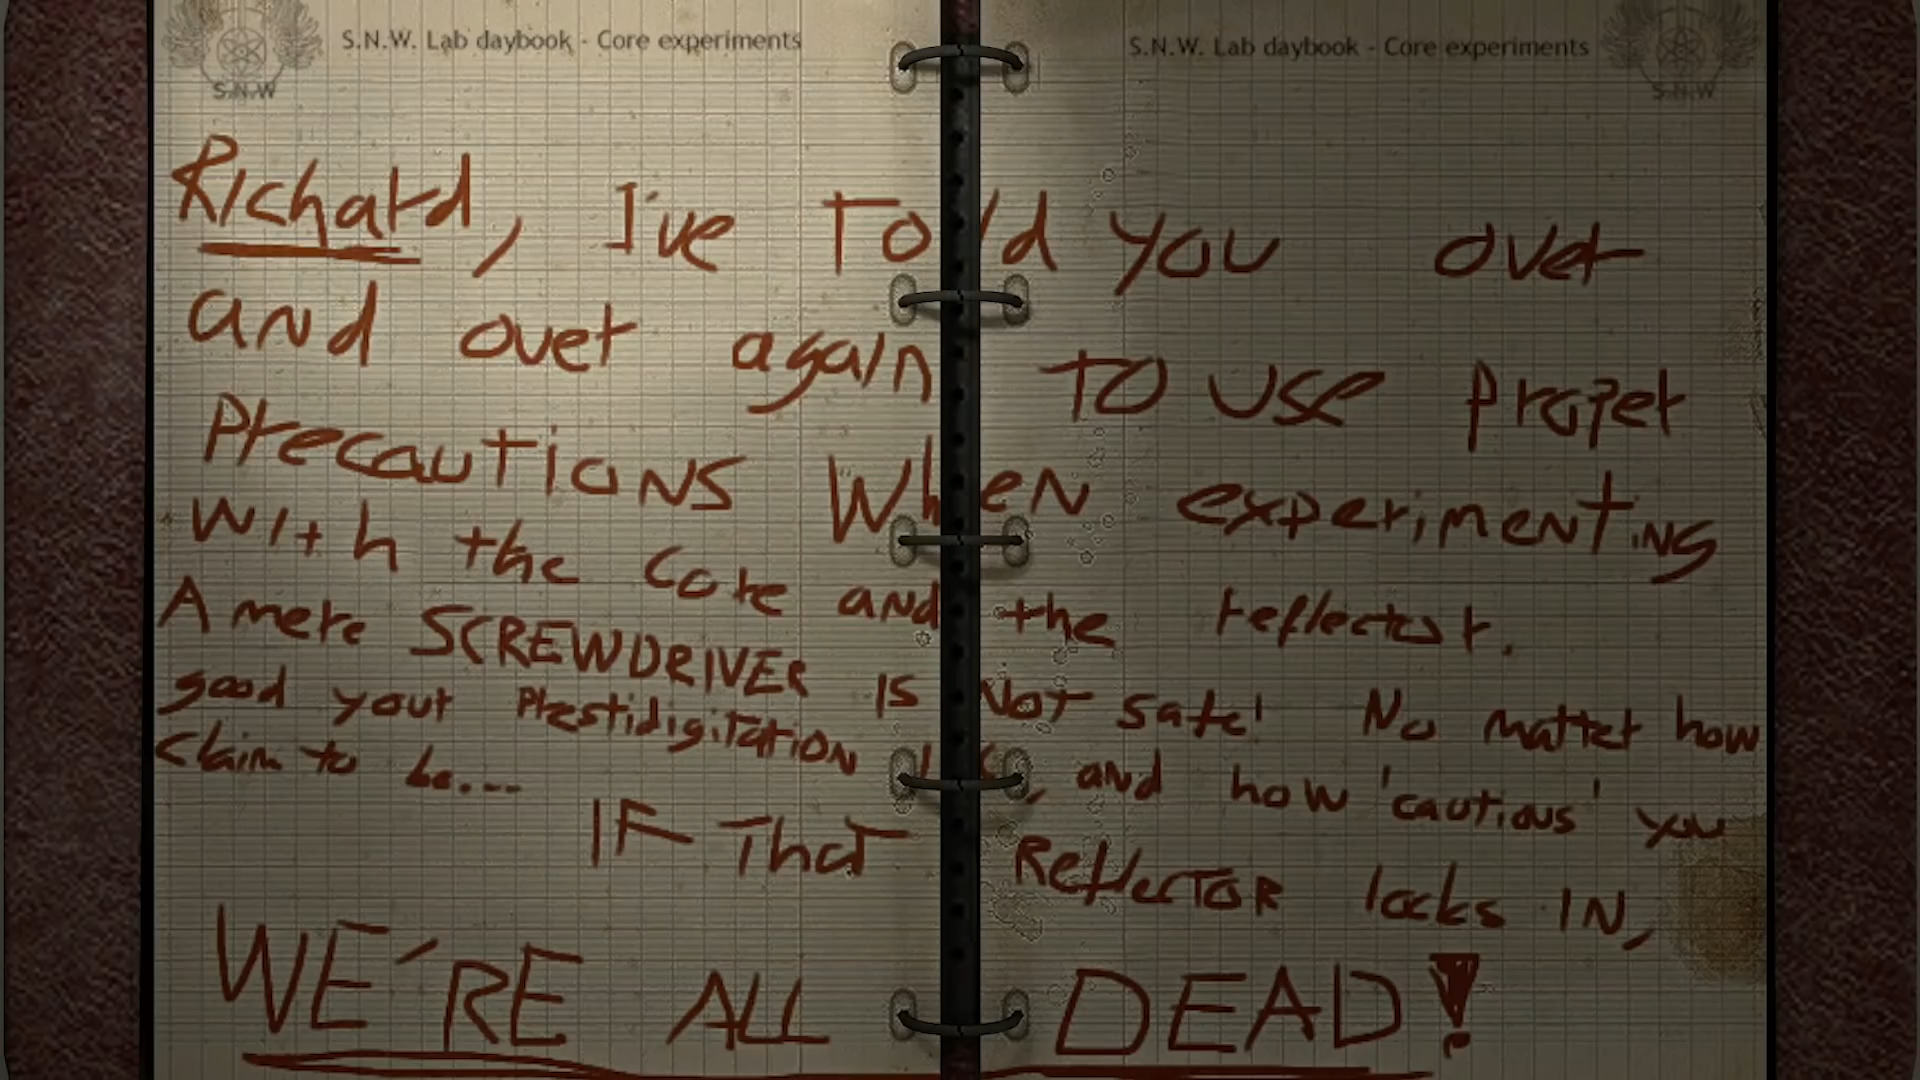 S.N.W. Lab daybook - Core experiments
S.N.W
S.N.W. Lab daybook - Core experiments
S.N.W
Richard, I've Told you over
and over again TO USE Proper
Precautions When experimenting
With the Core and the reflector.
A mere SCREWDRIVER IS NOT safe! No matter how
good your Prestidigitation , and how 'cautious' you
claim to be...
IF That ReflecTOR locks IN,
WE'RE ALL DEAD!